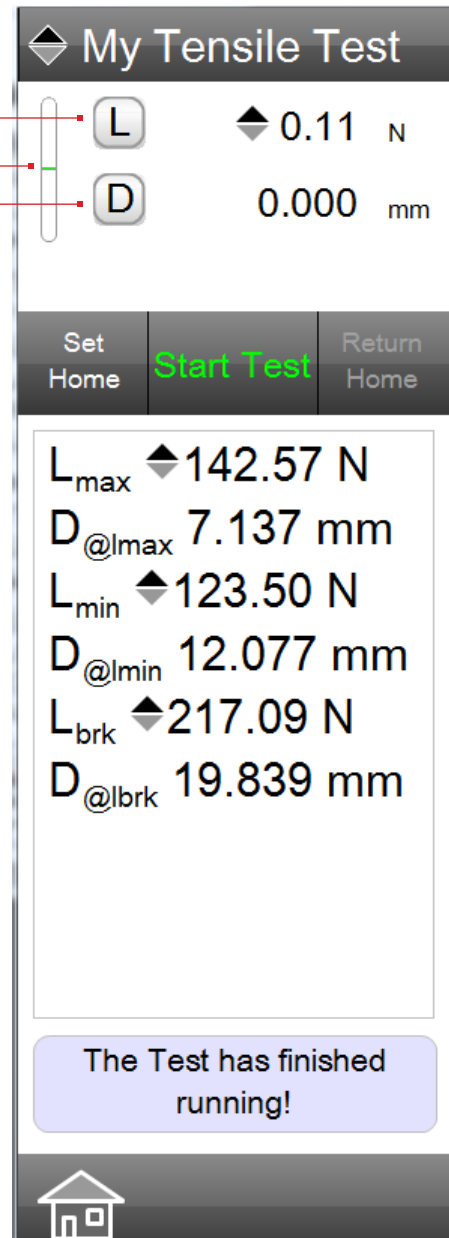 My Tensile Test
L 0.11 N
D 0.000 mm
Set Home
Start Test
Return Home
Lmax 142.57 N
D@lmax 7.137 mm
Lmin 123.50 N
D@lmin 12.077 mm
Lbrk 217.09 N
D@lbrk 19.839 mm
The Test has finished
running!